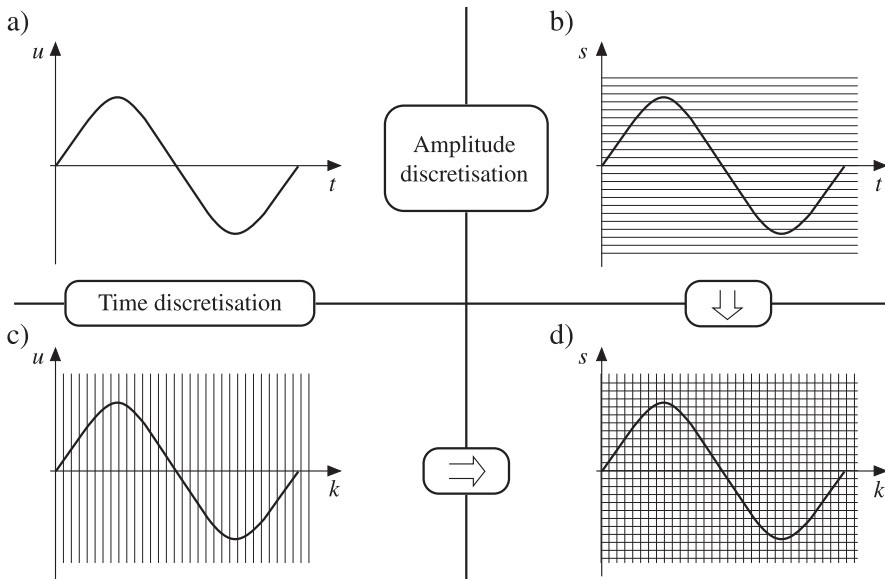 a)
u
t
Amplitude
discretisation
b)
s
t
Time discretisation
c)
u
k
d)
s
k